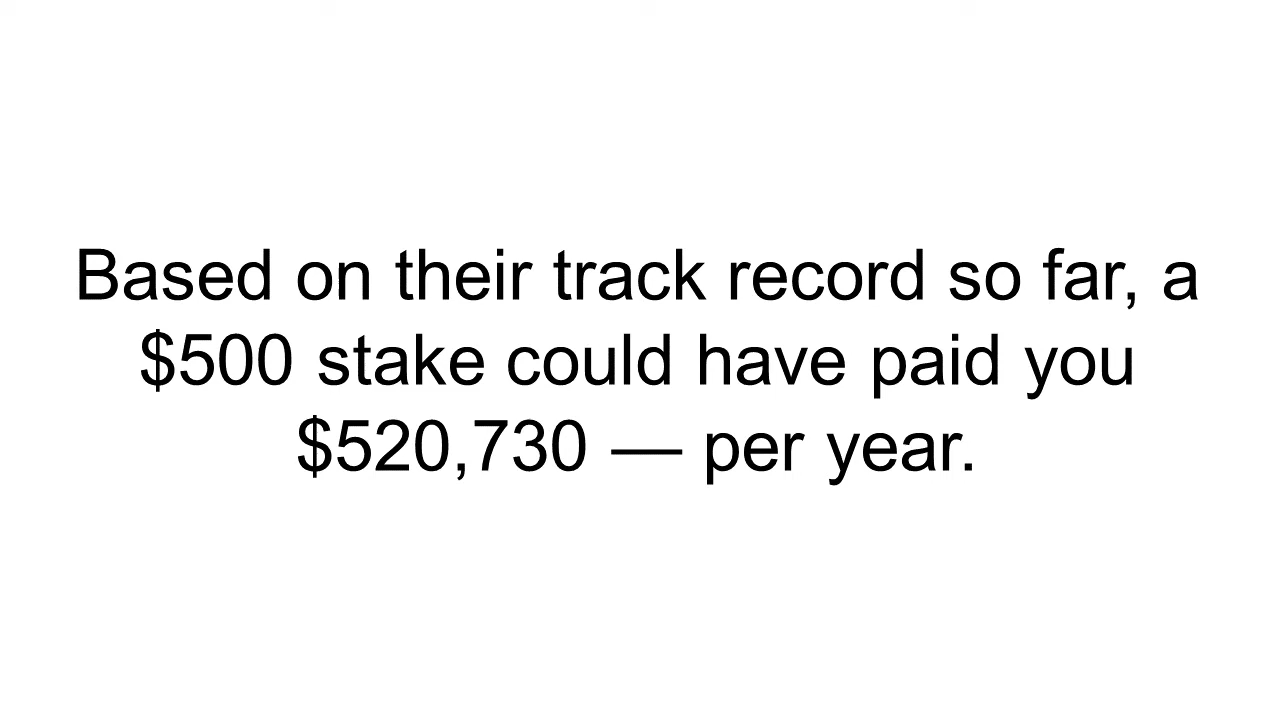 Based on their track record so far, a
$500 stake could have paid you
$520,730 — per year.